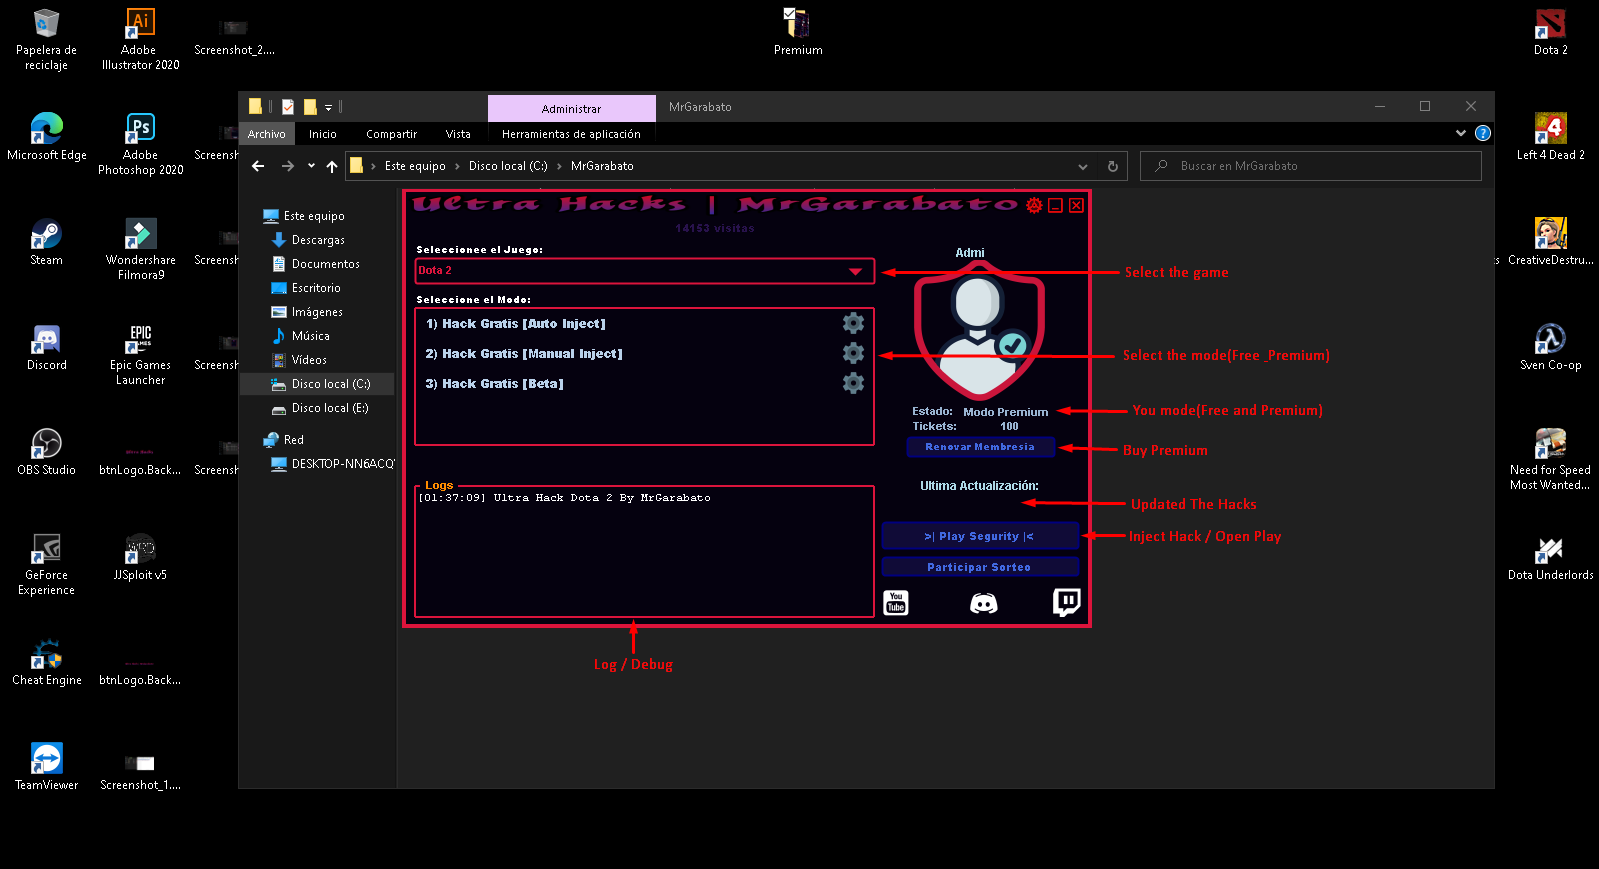 Papelera de
reciclaje
Adobe
Illustrator 2020
Screenshot_2....
Premium
Dota 2
Microsoft Edge
Adobe
Photoshop 2020
Screensh
Left 4 Dead 2
Steam
Wondershare
Filmora9
Screensh
CreativeDestru...
Discord
Epic Games
Launcher
Screensh
Sven Co-op
OBS Studio
btnLogo.Back...
Screensh
Need for Speed
Most Wanted...
GeForce
Experience
JJSploit v5
Dota Underlords
Cheat Engine
btnLogo.Back...
TeamViewer
Screenshot_1....
Administrar
MrGarabato
Archivo
Inicio
Compartir
Vista
Herramientas de aplicación
Este equipo > Disco local (C:) > MrGarabato
Buscar en MrGarabato
Este equipo
Descargas
Documentos
Escritorio
Imágenes
Música
Vídeos
Disco local (C:)
Disco local (E:)
Red
DESKTOP-NN6ACQ
Ultra Hacks | MrGarabato
14153 visitas
Seleccionee el Juego:
Dota 2
Seleccione el Modo:
1) Hack Gratis [Auto Inject]
2) Hack Gratis [Manual Inject]
3) Hack Gratis [Beta]
Logs
[01:37:09] Ultra Hack Dota 2 By MrGarabato
Admi
Estado: Modo Premium
Tickets: 100
Renovar Membresia
Ultima Actualización:
>| Play Segurity |<
Participar Sorteo
You
Tube
Select the game
Select the mode(Free _Premium)
You mode(Free and Premium)
Buy Premium
Updated The Hacks
Inject Hack / Open Play
Log / Debug